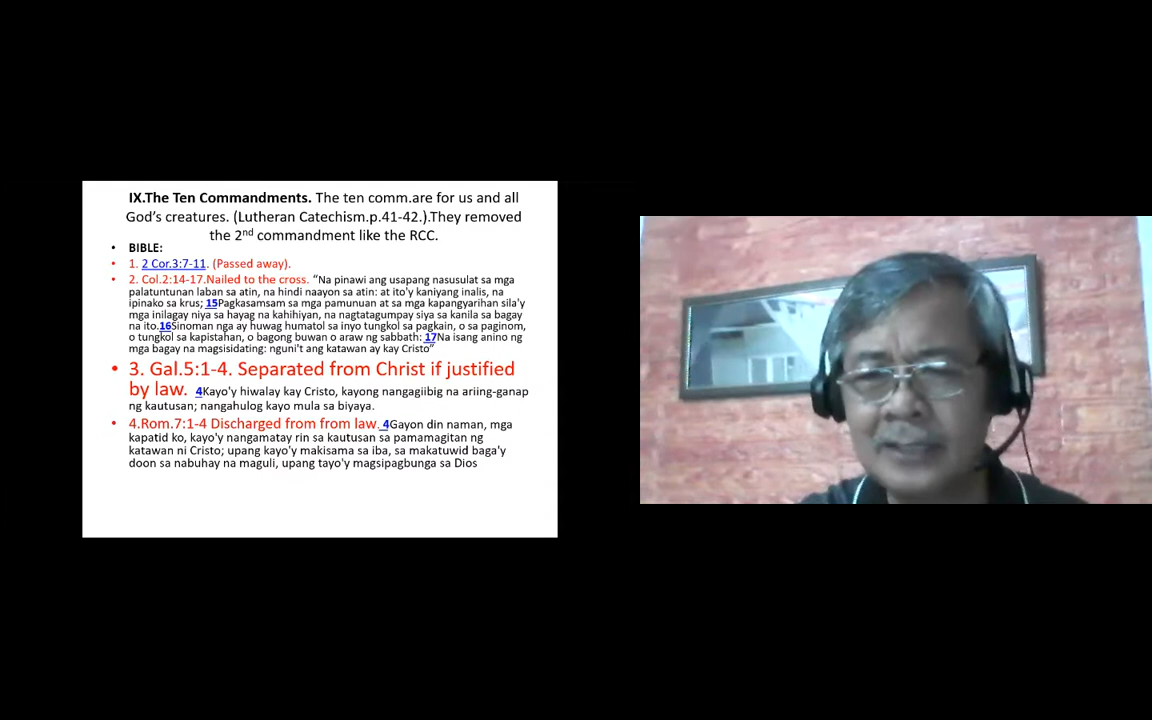 IX.The Ten Commandments. The ten comm.are for us and all
God's creatures. (Lutheran Catechism.p.41-42.).They removed
the 2nd commandment like the RCC.
• BIBLE:
• 1. 2 Cor.3:7-11. (Passed away).
• 2. Col.2:14-17.Nailed to the cross. “Na pinawi ang usapang nasusulat sa mga
palatuntunan laban sa atin, na hindi naayon sa atin: at ito'y kaniyang inalis, na
ipinako sa krus; 15Pagkasamsam sa mga pamunuan at sa mga kapangyarihan sila'y
mga inilagay niya sa hayag na kahihiyan, na nagtatagumpay siya sa kanila sa bagay
na ito.16Sinoman nga ay huwag humatol sa inyo tungkol sa pagkain, o sa paginom,
o tungkol sa kapistahan, o bagong buwan o araw ng sabbath: 17Na isang anino ng
mga bagay na magsisidating: nguni't ang katawan ay kay Cristo”
• 3. Gal.5:1-4. Separated from Christ if justified
by law. 4Kayo'y hiwalay kay Cristo, kayong nangagiibig na ariing-ganap
ng kautusan; nangahulog kayo mula sa biyaya.
• 4.Rom.7:1-4 Discharged from from law. 4Gayon din naman, mga
kapatid ko, kayo'y nangamatay rin sa kautusan sa pamamagitan ng
katawan ni Cristo; upang kayo'y makisama sa iba, sa makatuwid baga'y
doon sa nabuhay na maguli, upang tayo'y magsipagbunga sa Dios